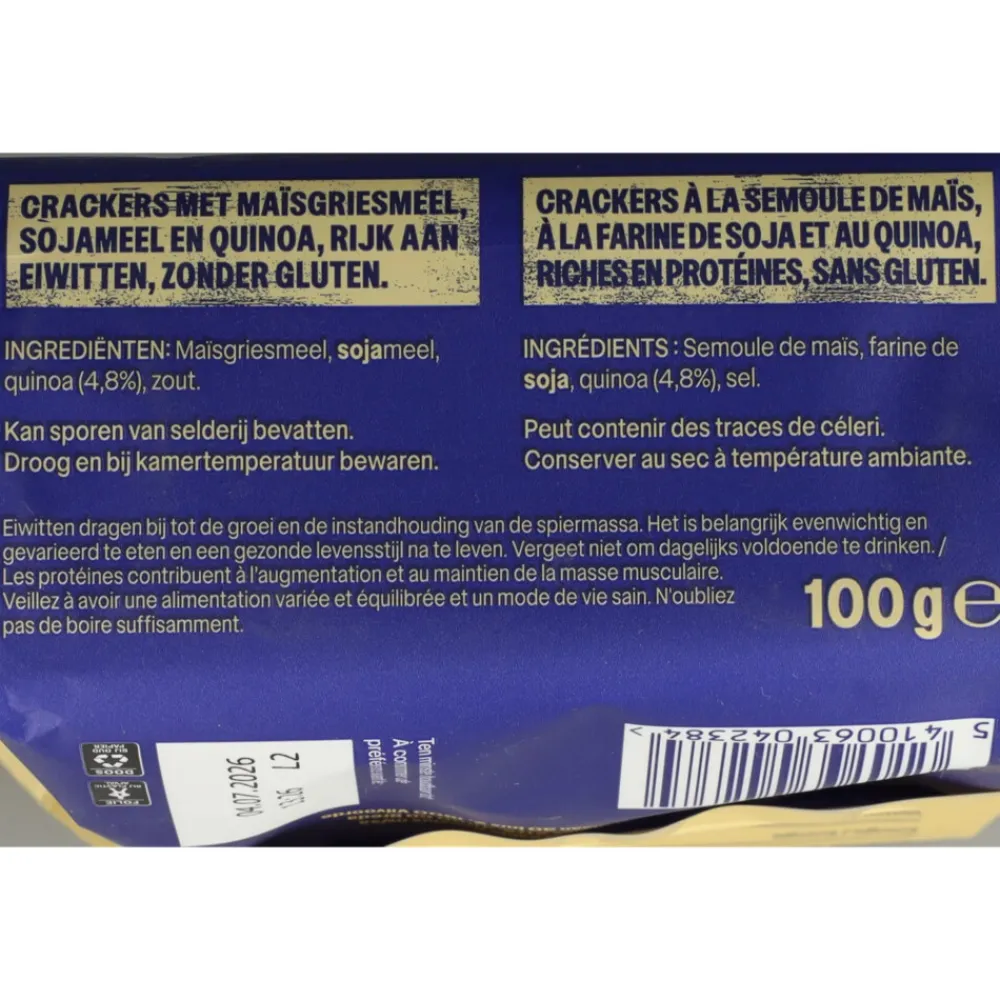 CRACKERS MET MAÏSGRIESMEEL,
SOJAMEEL EN QUINOA, RIJK AAN
EIWITTEN, ZONDER GLUTEN.
INGREDIËNTEN: Maïsgriesmeel, sojameel,
quinoa (4,8%), zout.
Kan sporen van selderij bevatten.
Droog en bij kamertemperatuur bewaren.
CRACKERS À LA SEMOULE DE MAÏS,
À LA FARINE DE SOJA ET AU QUINOA,
RICHES EN PROTÉINES, SANS GLUTEN.
INGRÉDIENTS : Semoule de maïs, farine de
soja, quinoa (4,8%), sel.
Peut contenir des traces de céleri.
Conserver au sec à température ambiante.
Eiwitten dragen bij tot de groei en de instandhouding van de spiermassa. Het is belangrijk evenwichtig en
gevarieerd te eten en een gezonde levensstijl na te leven. Vergeet niet om dagelijks voldoende te drinken. /
Les protéines contribuent à l'augmentation et au maintien de la masse musculaire.
Veillez à avoir une alimentation variée et équilibrée et un mode de vie sain. N'oubliez
pas de boire suffisamment.
100 g e
DOOS
BIJ OUD
PAPIER
FOLIE
04.07.2026
13:26 L2
5 410063 042384 >